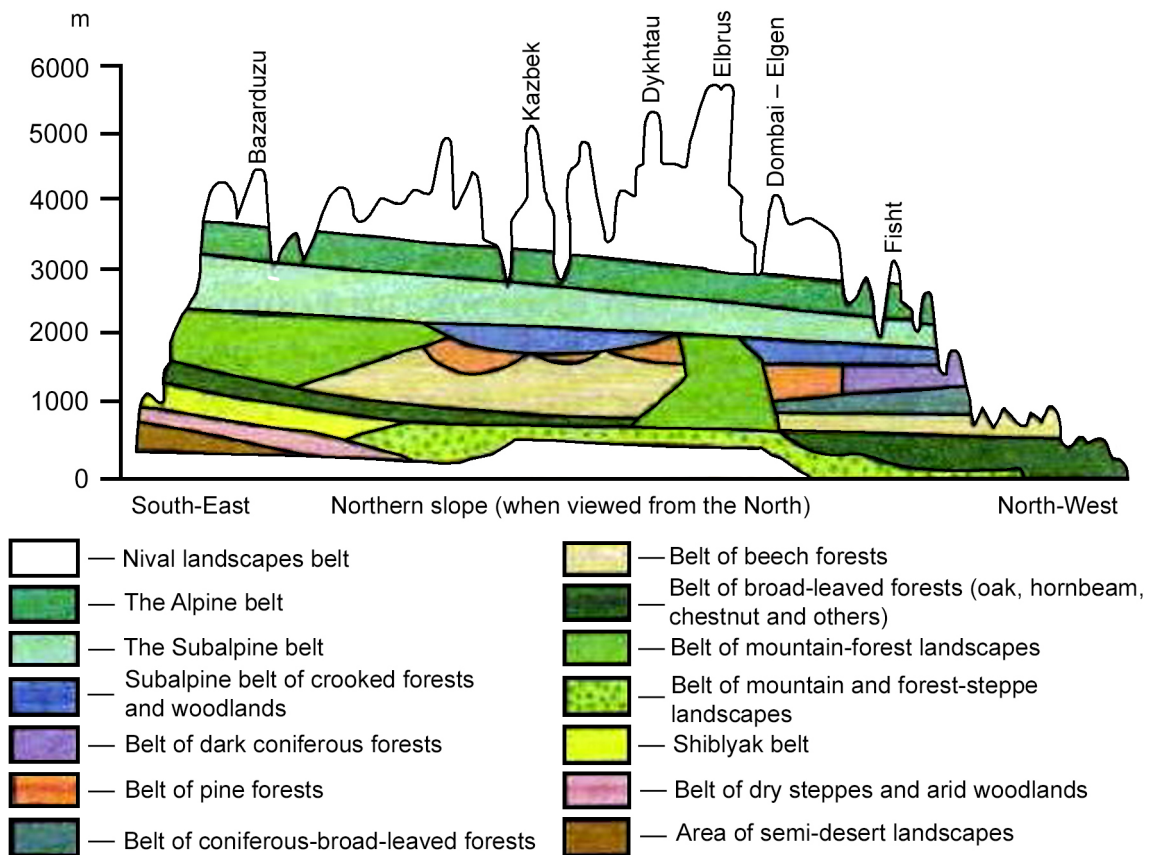 m
6000
5000
4000
3000
2000
1000
0
Bazarduzu
Kazbek
Dykhtau
Elbrus
Dombai – Elgen
Fisht
South-East
Northern slope (when viewed from the North)
North-West
— Nival landscapes belt
— The Alpine belt
— The Subalpine belt
— Subalpine belt of crooked forests
and woodlands
— Belt of dark coniferous forests
— Belt of pine forests
— Belt of coniferous-broad-leaved forests
— Belt of beech forests
— Belt of broad-leaved forests (oak, hornbeam,
chestnut and others)
— Belt of mountain-forest landscapes
— Belt of mountain and forest-steppe
landscapes
— Shiblyak belt
— Belt of dry steppes and arid woodlands
— Area of semi-desert landscapes